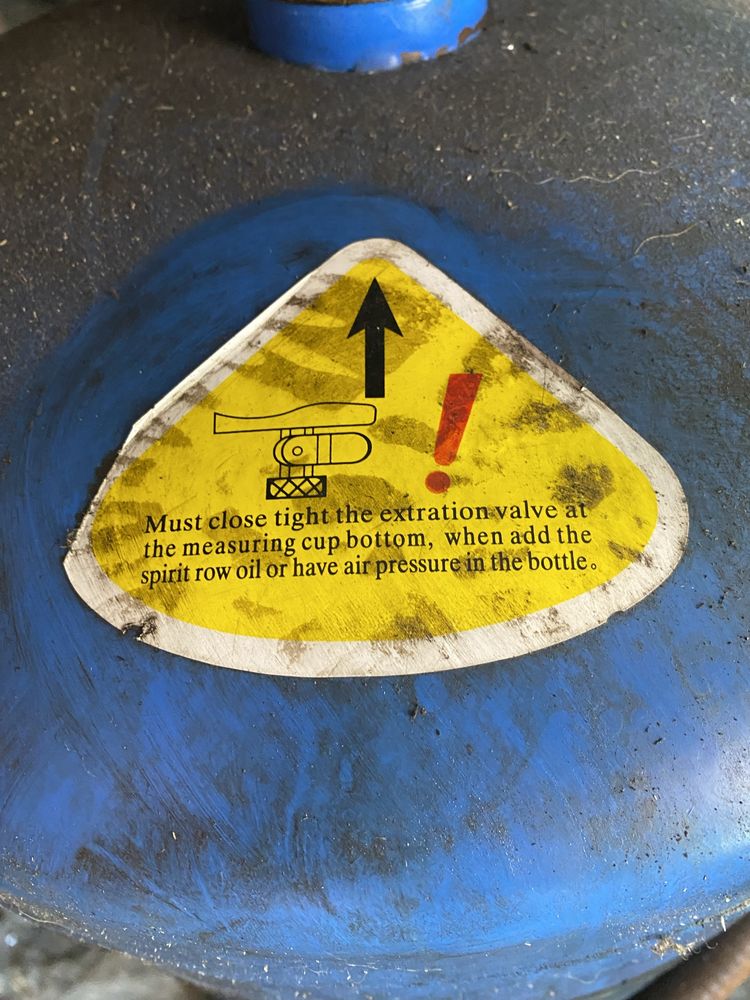 Must close tight the extration valve at
the measuring cup bottom, when add the
spirit row oil or have air pressure in the bottle。